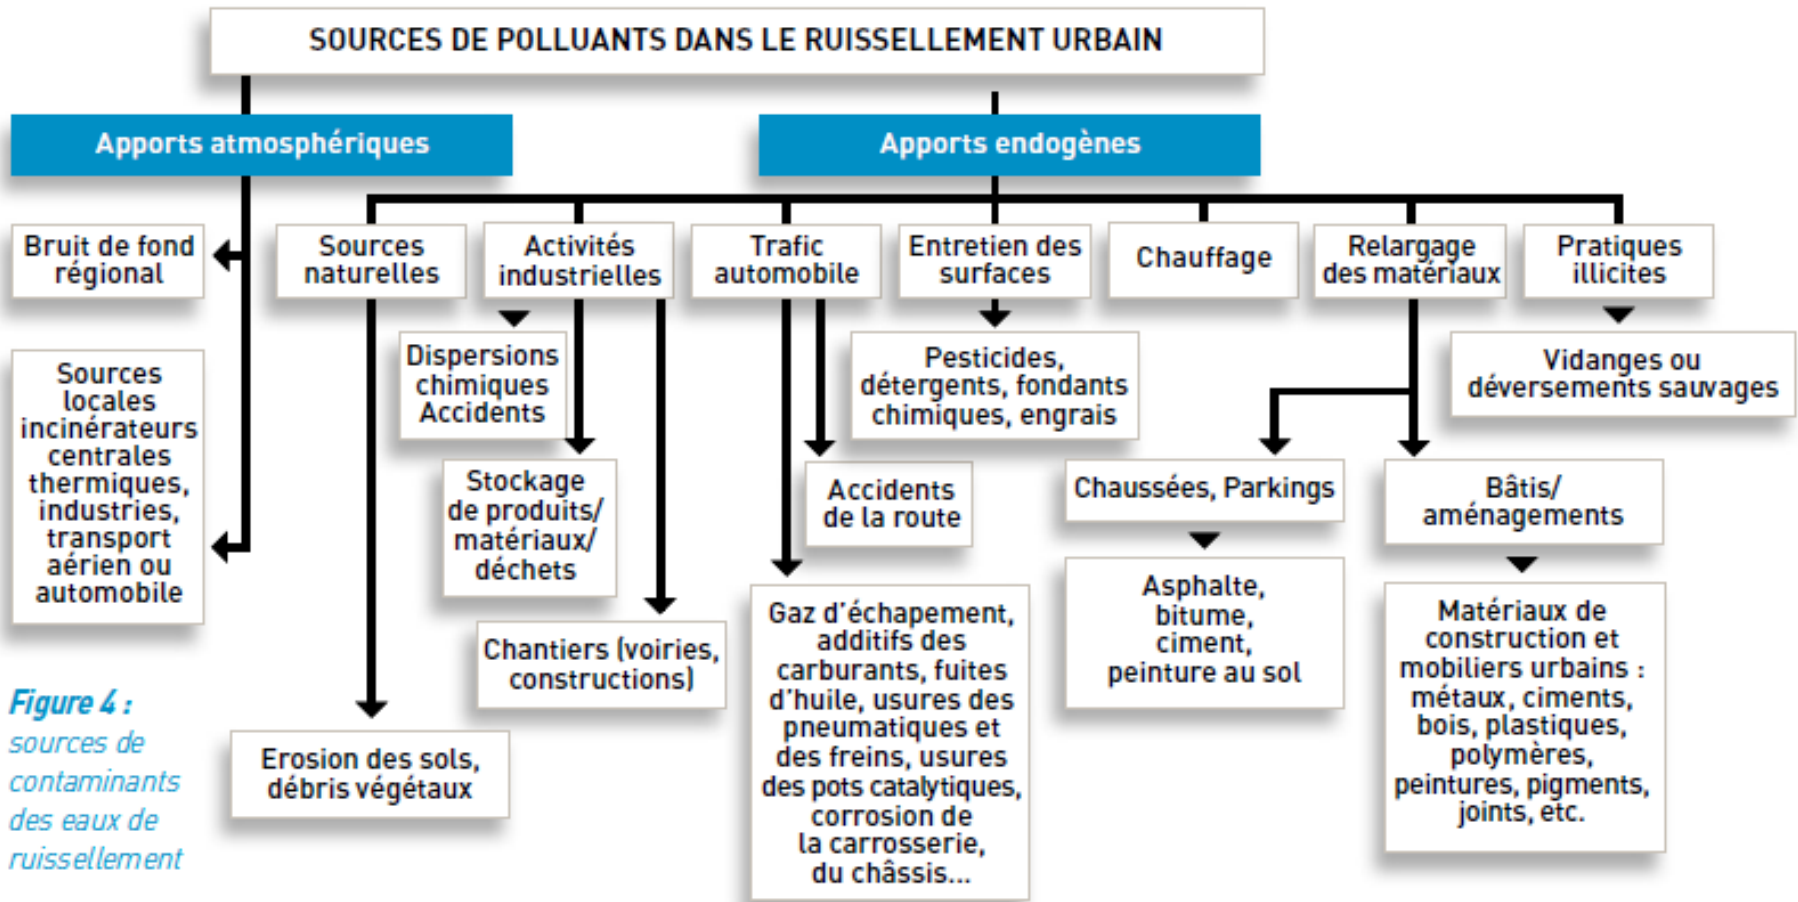 SOURCES DE POLLUANTS DANS LE RUISSELLEMENT URBAIN
Apports atmosphériques
Apports endogènes
Bruit de fond
régional
Sources
naturelles
Activités
industrielles
Trafic
automobile
Entretien des
surfaces
Chauffage
Relargage
des matériaux
Pratiques
illicites
Sources
locales
incinérateurs
centrales
thermiques,
industries,
transport
aérien ou
automobile
Dispersions
chimiques
Accidents
Pesticides,
détergents, fondants
chimiques, engrais
Vidanges ou
déversements sauvages
Stockage
de produits/
matériaux/
déchets
Accidents
de la route
Chaussées, Parkings
Bâtis/
aménagements
Chantiers (voiries,
constructions)
Gaz d'échapement,
additifs des
carburants, fuites
d'huile, usures des
pneumatiques et
des freins, usures
des pots catalytiques,
corrosion de
la carrosserie,
du châssis...
Asphalte,
bitume,
ciment,
peinture au sol
Matériaux de
construction et
mobiliers urbains :
métaux, ciments,
bois, plastiques,
polymères,
peintures, pigments,
joints, etc.
Erosion des sols,
débris végétaux
Figure 4 :
sources de
contaminants
des eaux de
ruissellement